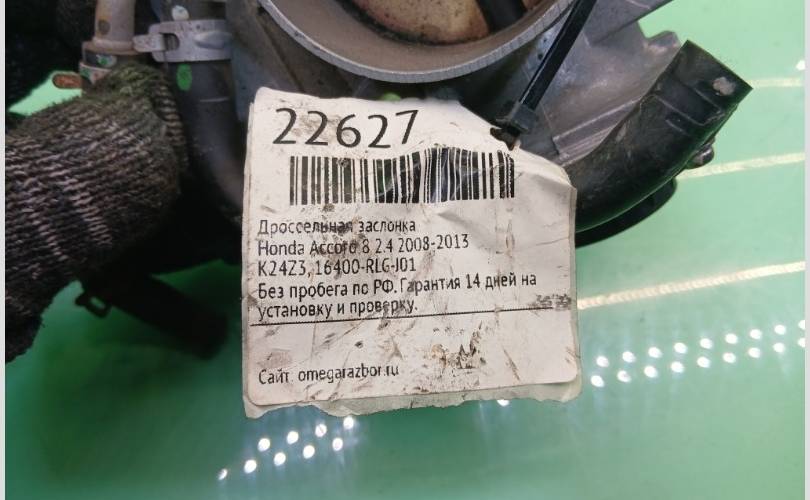 22627
Дроссельная заслонка
Honda Accord 8 2.4 2008-2013
K24Z3, 16400-RLG-J01
Без пробега по РФ. Гарантия 14 дней на
установку и проверку.
Сайт: omegarazbor.ru